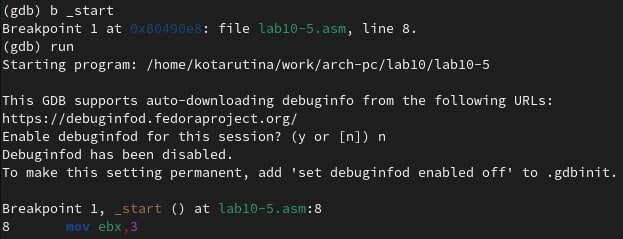 (gdb) b _start
Breakpoint 1 at 0x80490e8: file lab10-5.asm, line 8.
(gdb) run
Starting program: /home/kotarutina/work/arch-pc/lab10/lab10-5
This GDB supports auto-downloading debuginfo from the following URLs:
https://debuginfod.fedoraproject.org/
Enable debuginfod for this session? (y or [n]) n
Debuginfod has been disabled.
To make this setting permanent, add 'set debuginfod enabled off' to .gdbinit.
Breakpoint 1, _start () at lab10-5.asm:8
8 mov ebx,3